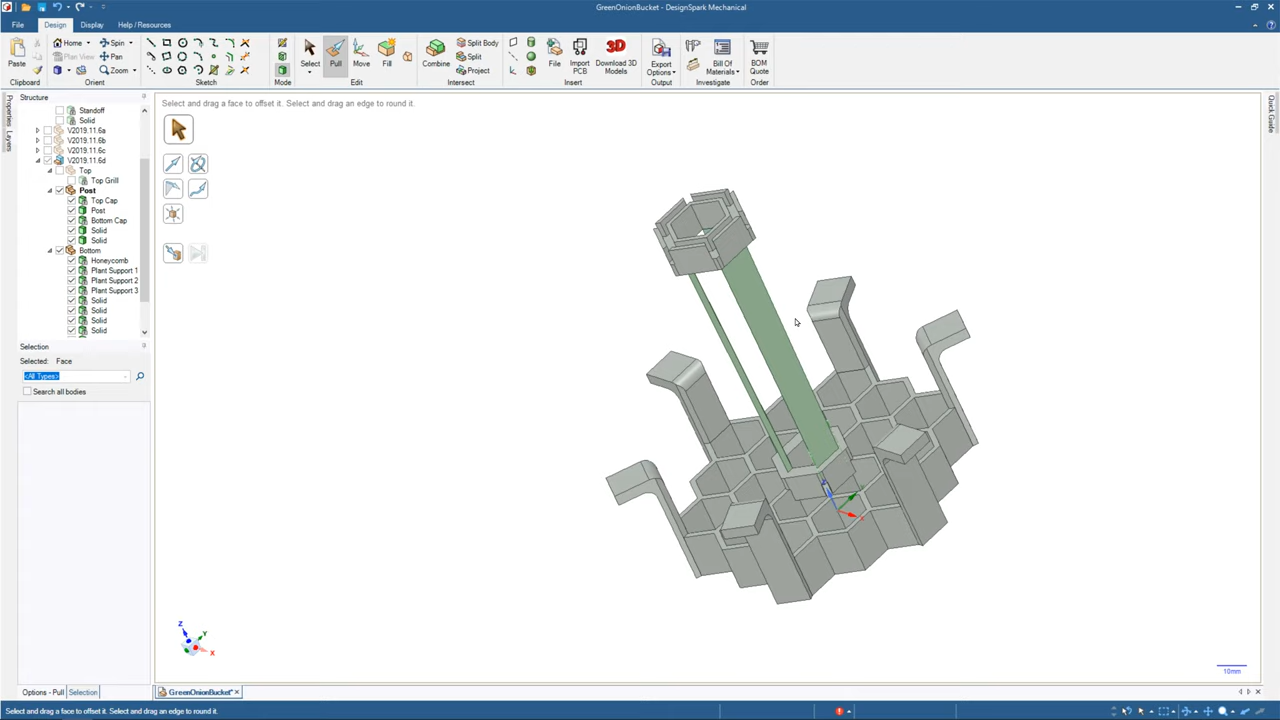 GreenOnionBucket - DesignSpark Mechanical
File Design Display Help / Resources
Paste
Clipboard
Home Spin
Plan View Pan
Zoom
Orient
Sketch
Mode
Select Pull Move Fill
Edit
Combine
Split Body
Split
Project
Intersect
File
Import PCB
3D
Download 3D Models
Insert
Export Options
Output
Bill Of Materials
Investigate
BOM Quote
Order
Properties
Layers
Structure
Standoff
Solid
V2019.11.6a
V2019.11.6b
V2019.11.6c
V2019.11.6d
Top
Top Grill
Post
Top Cap
Post
Bottom Cap
Solid
Solid
Bottom
Honeycomb
Plant Support 1
Plant Support 2
Plant Support 3
Solid
Solid
Solid
Solid
Selection
Selected: Face
<All Types>
Search all bodies
Options - Pull Selection
Select and drag a face to offset it. Select and drag an edge to round it.
Quick Guide
Z
Y
X
Z
X
10mm
GreenOnionBucket*
Select and drag a face to offset it. Select and drag an edge to round it.